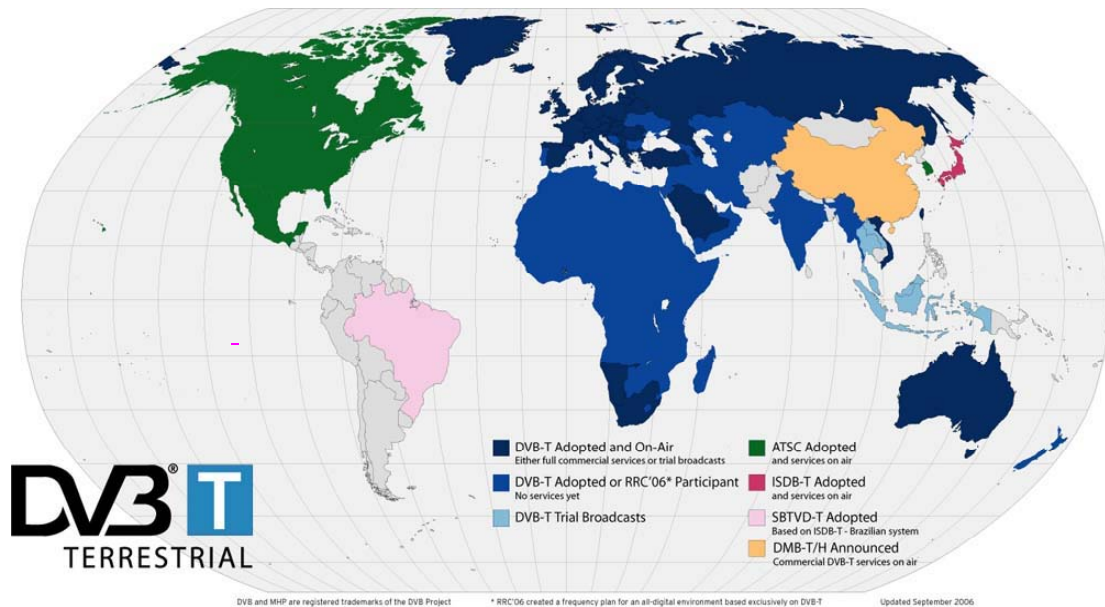 DVB-T Adopted and On-Air
Either full commercial services or trial broadcasts
DVB-T Adopted or RRC'06* Participant
No services yet
DVB-T Trial Broadcasts
ATSC Adopted
and services on air
ISDB-T Adopted
and services on air
SBTVD-T Adopted
Based on ISDB-T - Brazilian system
DMB-T/H Announced
Commercial DVB-T services on air
DVB® T
TERRESTRIAL
DVB and MHP are registered trademarks of the DVB Project
* RRC'06 created a frequency plan for an all-digital environment based exclusively on DVB-T
Updated September 2006